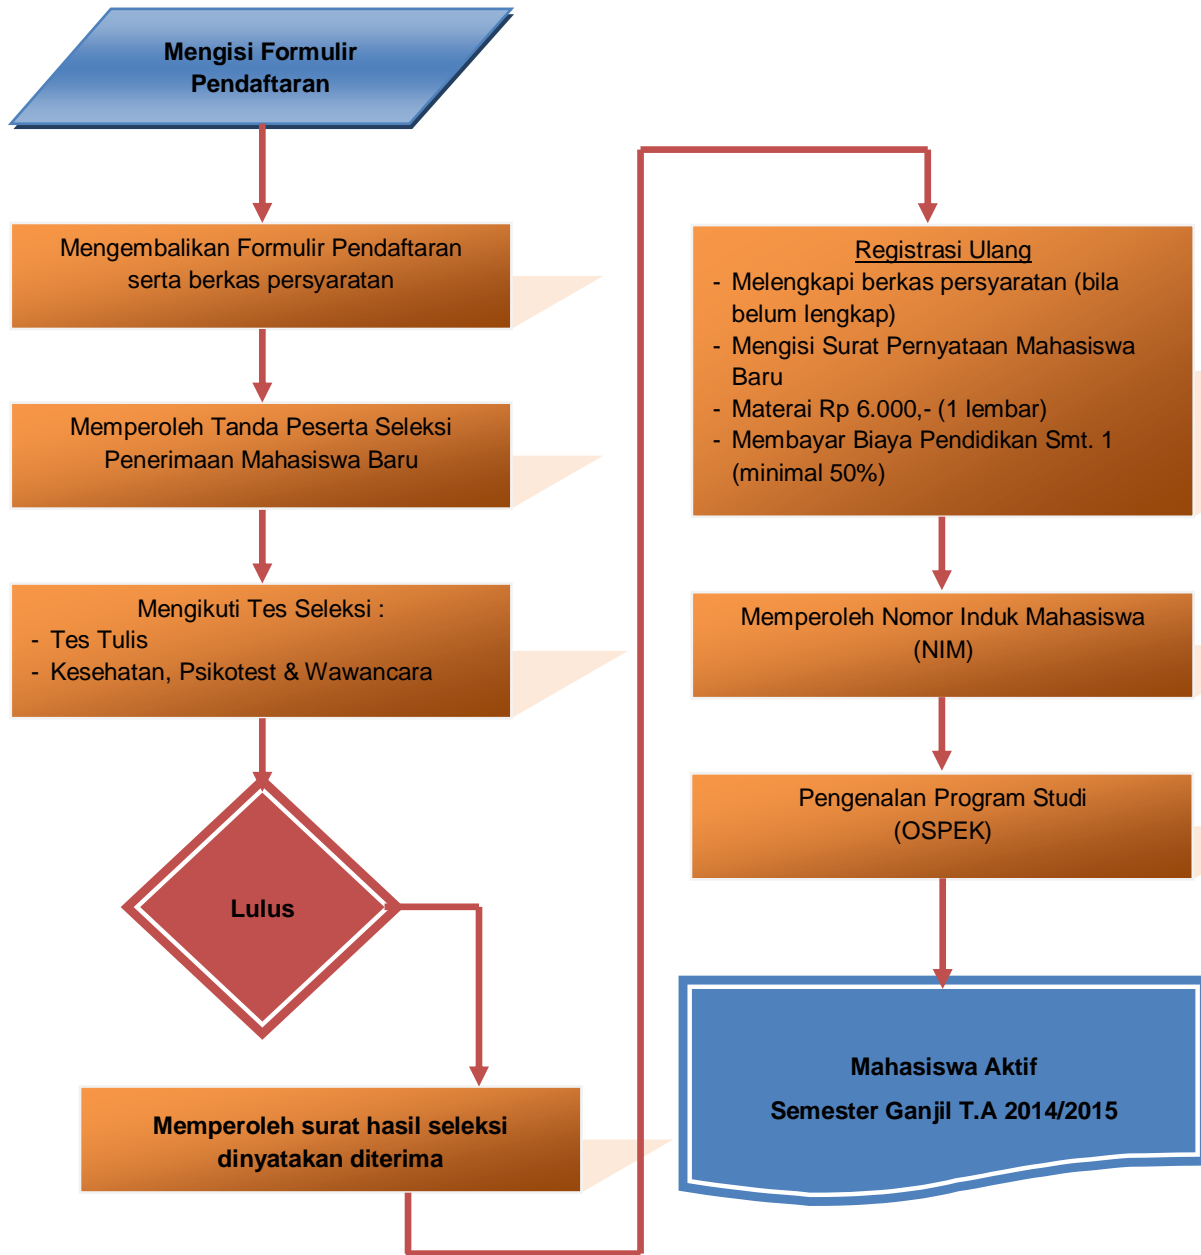 Mengisi Formulir
Pendaftaran
Mengembalikan Formulir Pendaftaran
serta berkas persyaratan
Memperoleh Tanda Peserta Seleksi
Penerimaan Mahasiswa Baru
Mengikuti Tes Seleksi :
- Tes Tulis
- Kesehatan, Psikotest & Wawancara
Lulus
Memperoleh surat hasil seleksi
dinyatakan diterima
Registrasi Ulang
- Melengkapi berkas persyaratan (bila
belum lengkap)
- Mengisi Surat Pernyataan Mahasiswa
Baru
- Materai Rp 6.000,- (1 lembar)
- Membayar Biaya Pendidikan Smt. 1
(minimal 50%)
Memperoleh Nomor Induk Mahasiswa
(NIM)
Pengenalan Program Studi
(OSPEK)
Mahasiswa Aktif
Semester Ganjil T.A 2014/2015